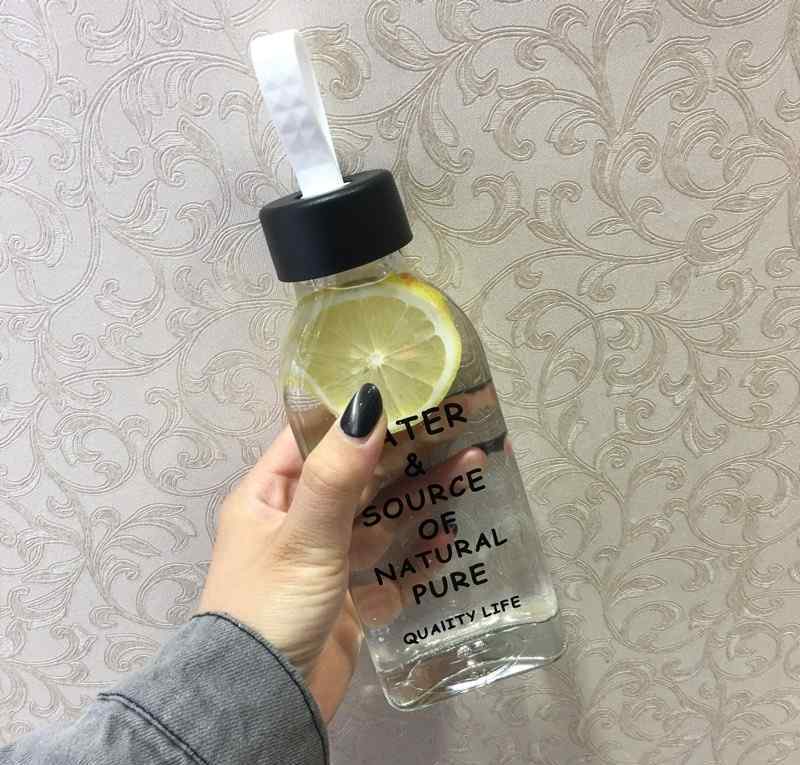 ATER
&
SOURCE
OF
NATURAL
PURE
QUAIITY LIFE